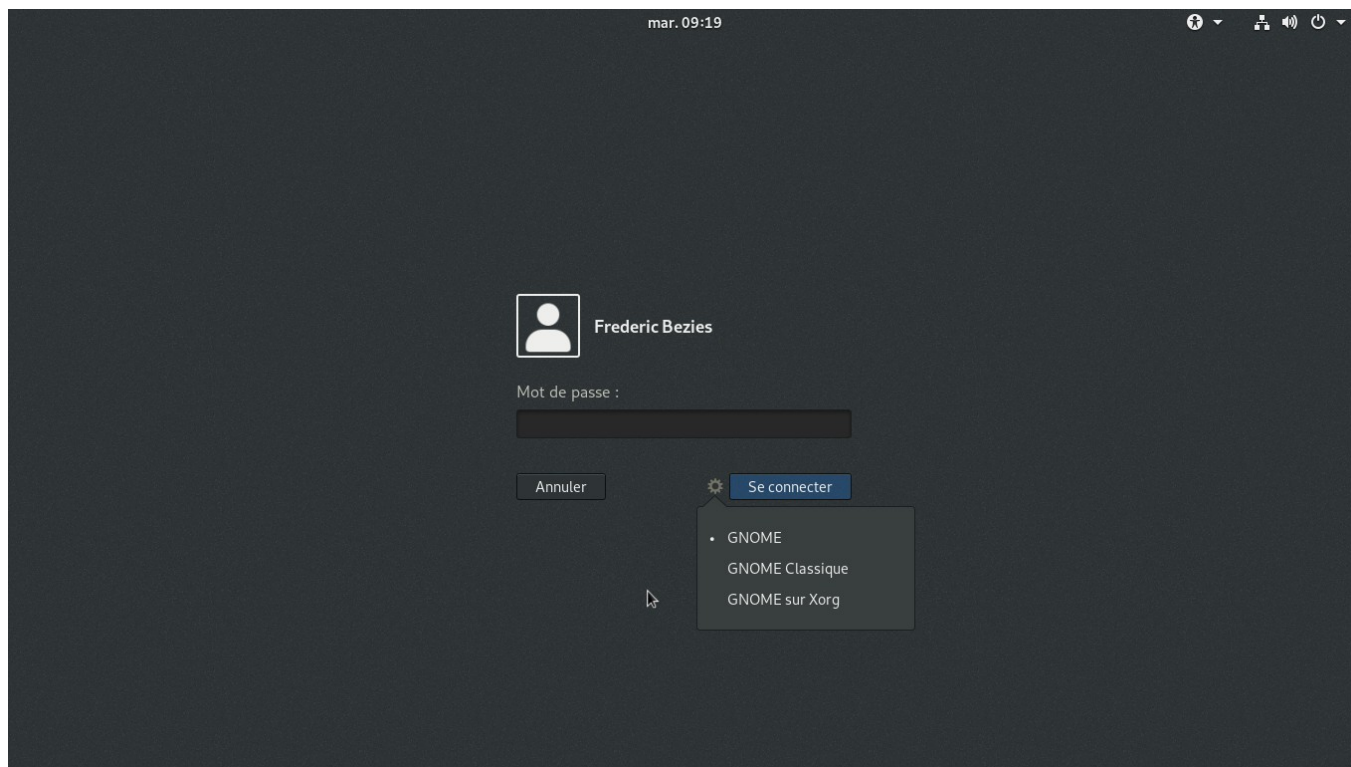 mar. 09:19
Frederic Bezies
Mot de passe :
Annuler
Se connecter
• GNOME
GNOME Classique
GNOME sur Xorg